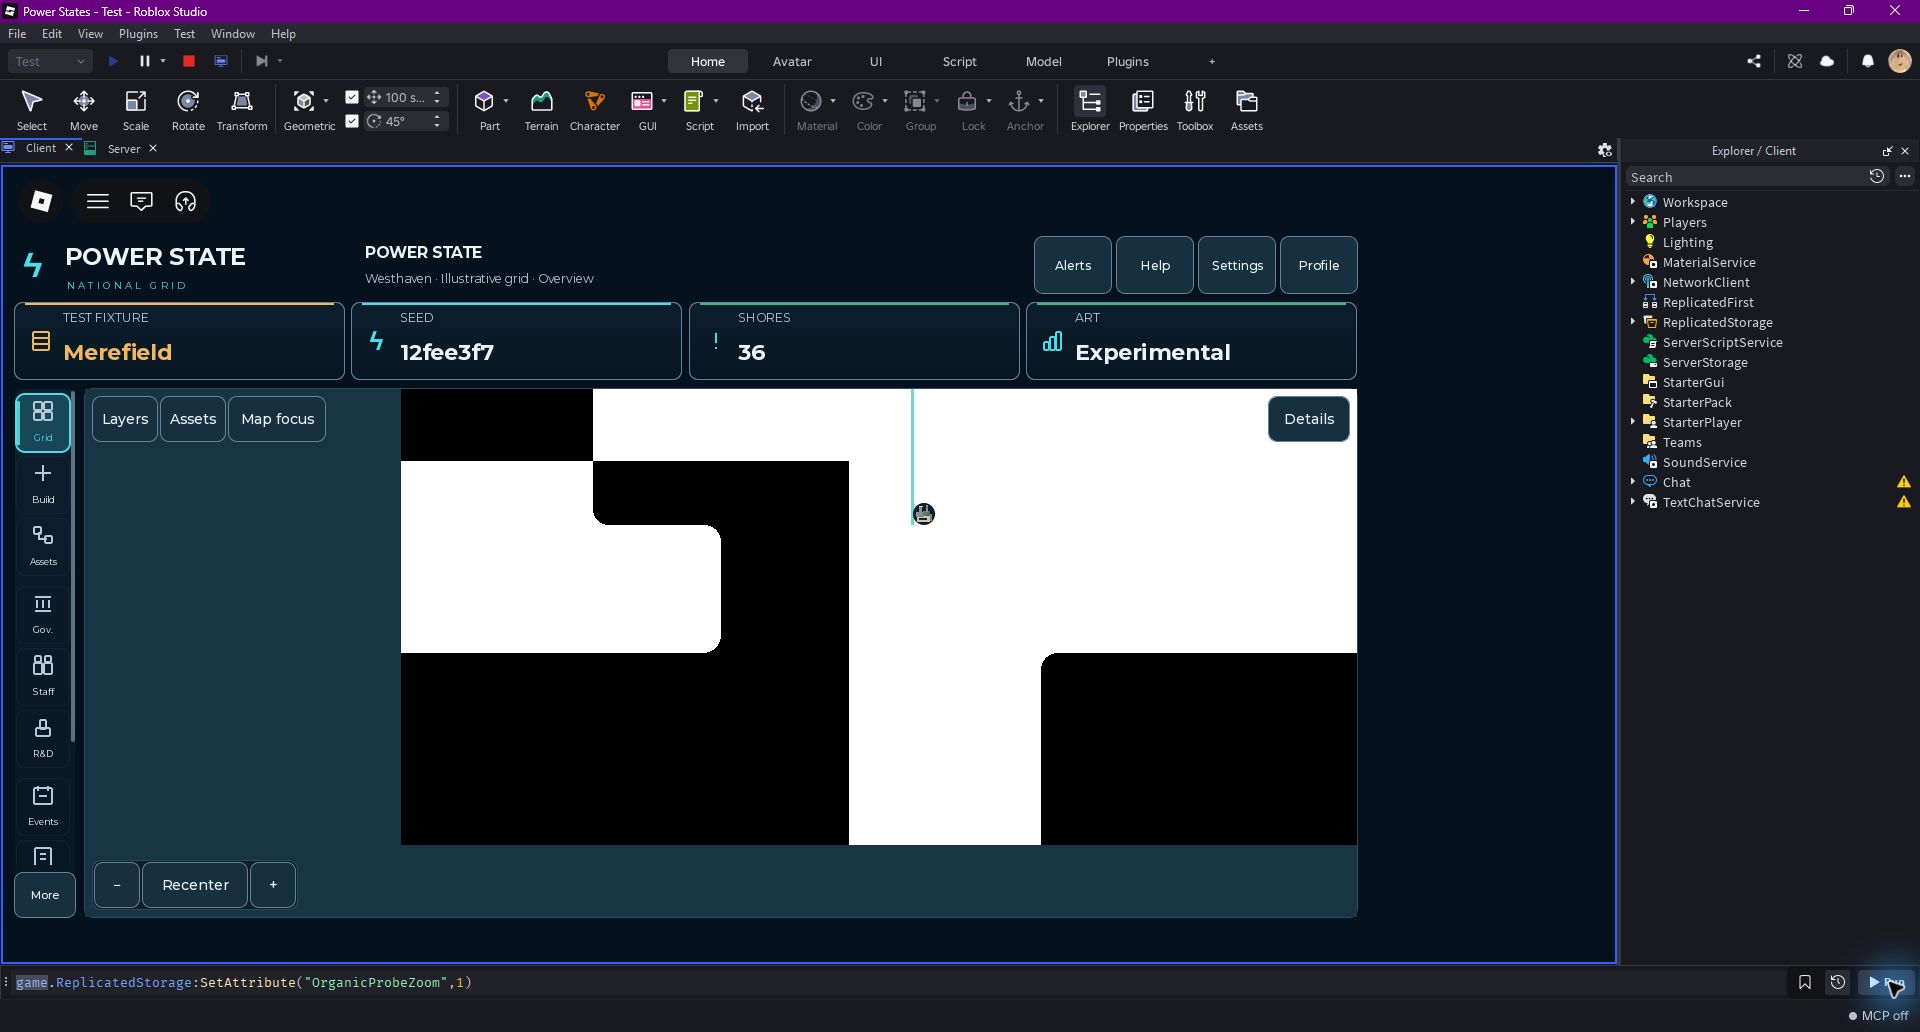 Power States - Test - Roblox Studio
File Edit View Plugins Test Window Help
Test
Home Avatar UI Script Model Plugins +
100 s...
45°
Select Move Scale Rotate Transform Geometric Part Terrain Character GUI Script Import Material Color Group Lock Anchor Explorer Properties Toolbox Assets
Client Server
Explorer / Client
Search
Workspace
Players
Lighting
MaterialService
NetworkClient
ReplicatedFirst
ReplicatedStorage
ServerScriptService
ServerStorage
StarterGui
StarterPack
StarterPlayer
Teams
SoundService
Chat
TextChatService
POWER STATE
NATIONAL GRID
POWER STATE
Westhaven · Illustrative grid · Overview
Alerts Help Settings Profile
TEST FIXTURE
Merefield
SEED
12fee3f7
SHORES
36
ART
Experimental
Grid
Build
Assets
Gov.
Staff
R&D
Events
More
Layers Assets Map focus
Details
- Recenter +
game.ReplicatedStorage:SetAttribute("OrganicProbeZoom",1)
MCP off